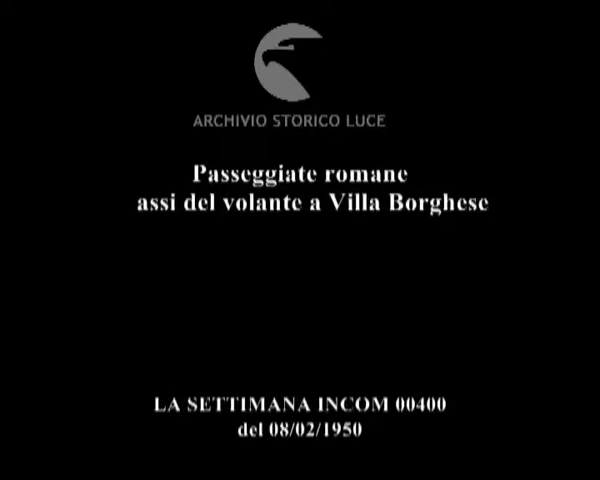 ARCHIVIO STORICO LUCE
Passeggiate romane
assi del volante a Villa Borghese
LA SETTIMANA INCOM 00400
del 08/02/1950